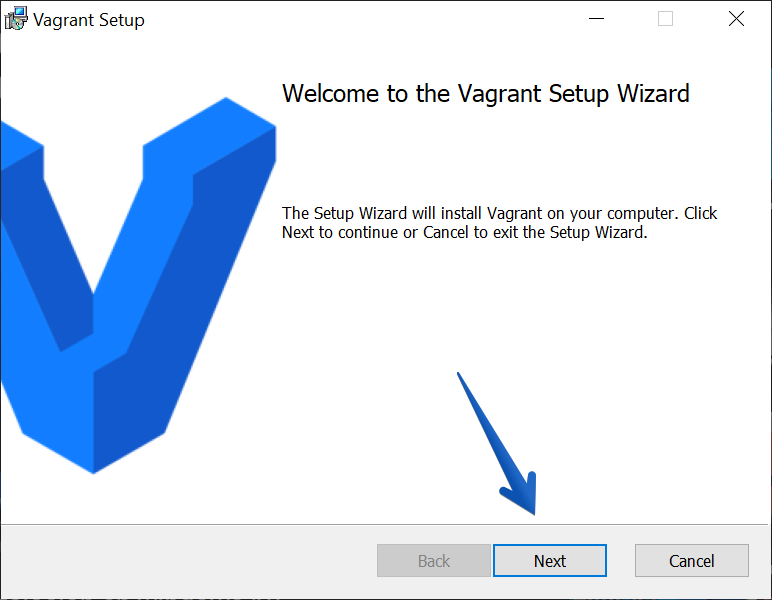 Vagrant Setup
Welcome to the Vagrant Setup Wizard
The Setup Wizard will install Vagrant on your computer. Click
Next to continue or Cancel to exit the Setup Wizard.
Back
Next
Cancel